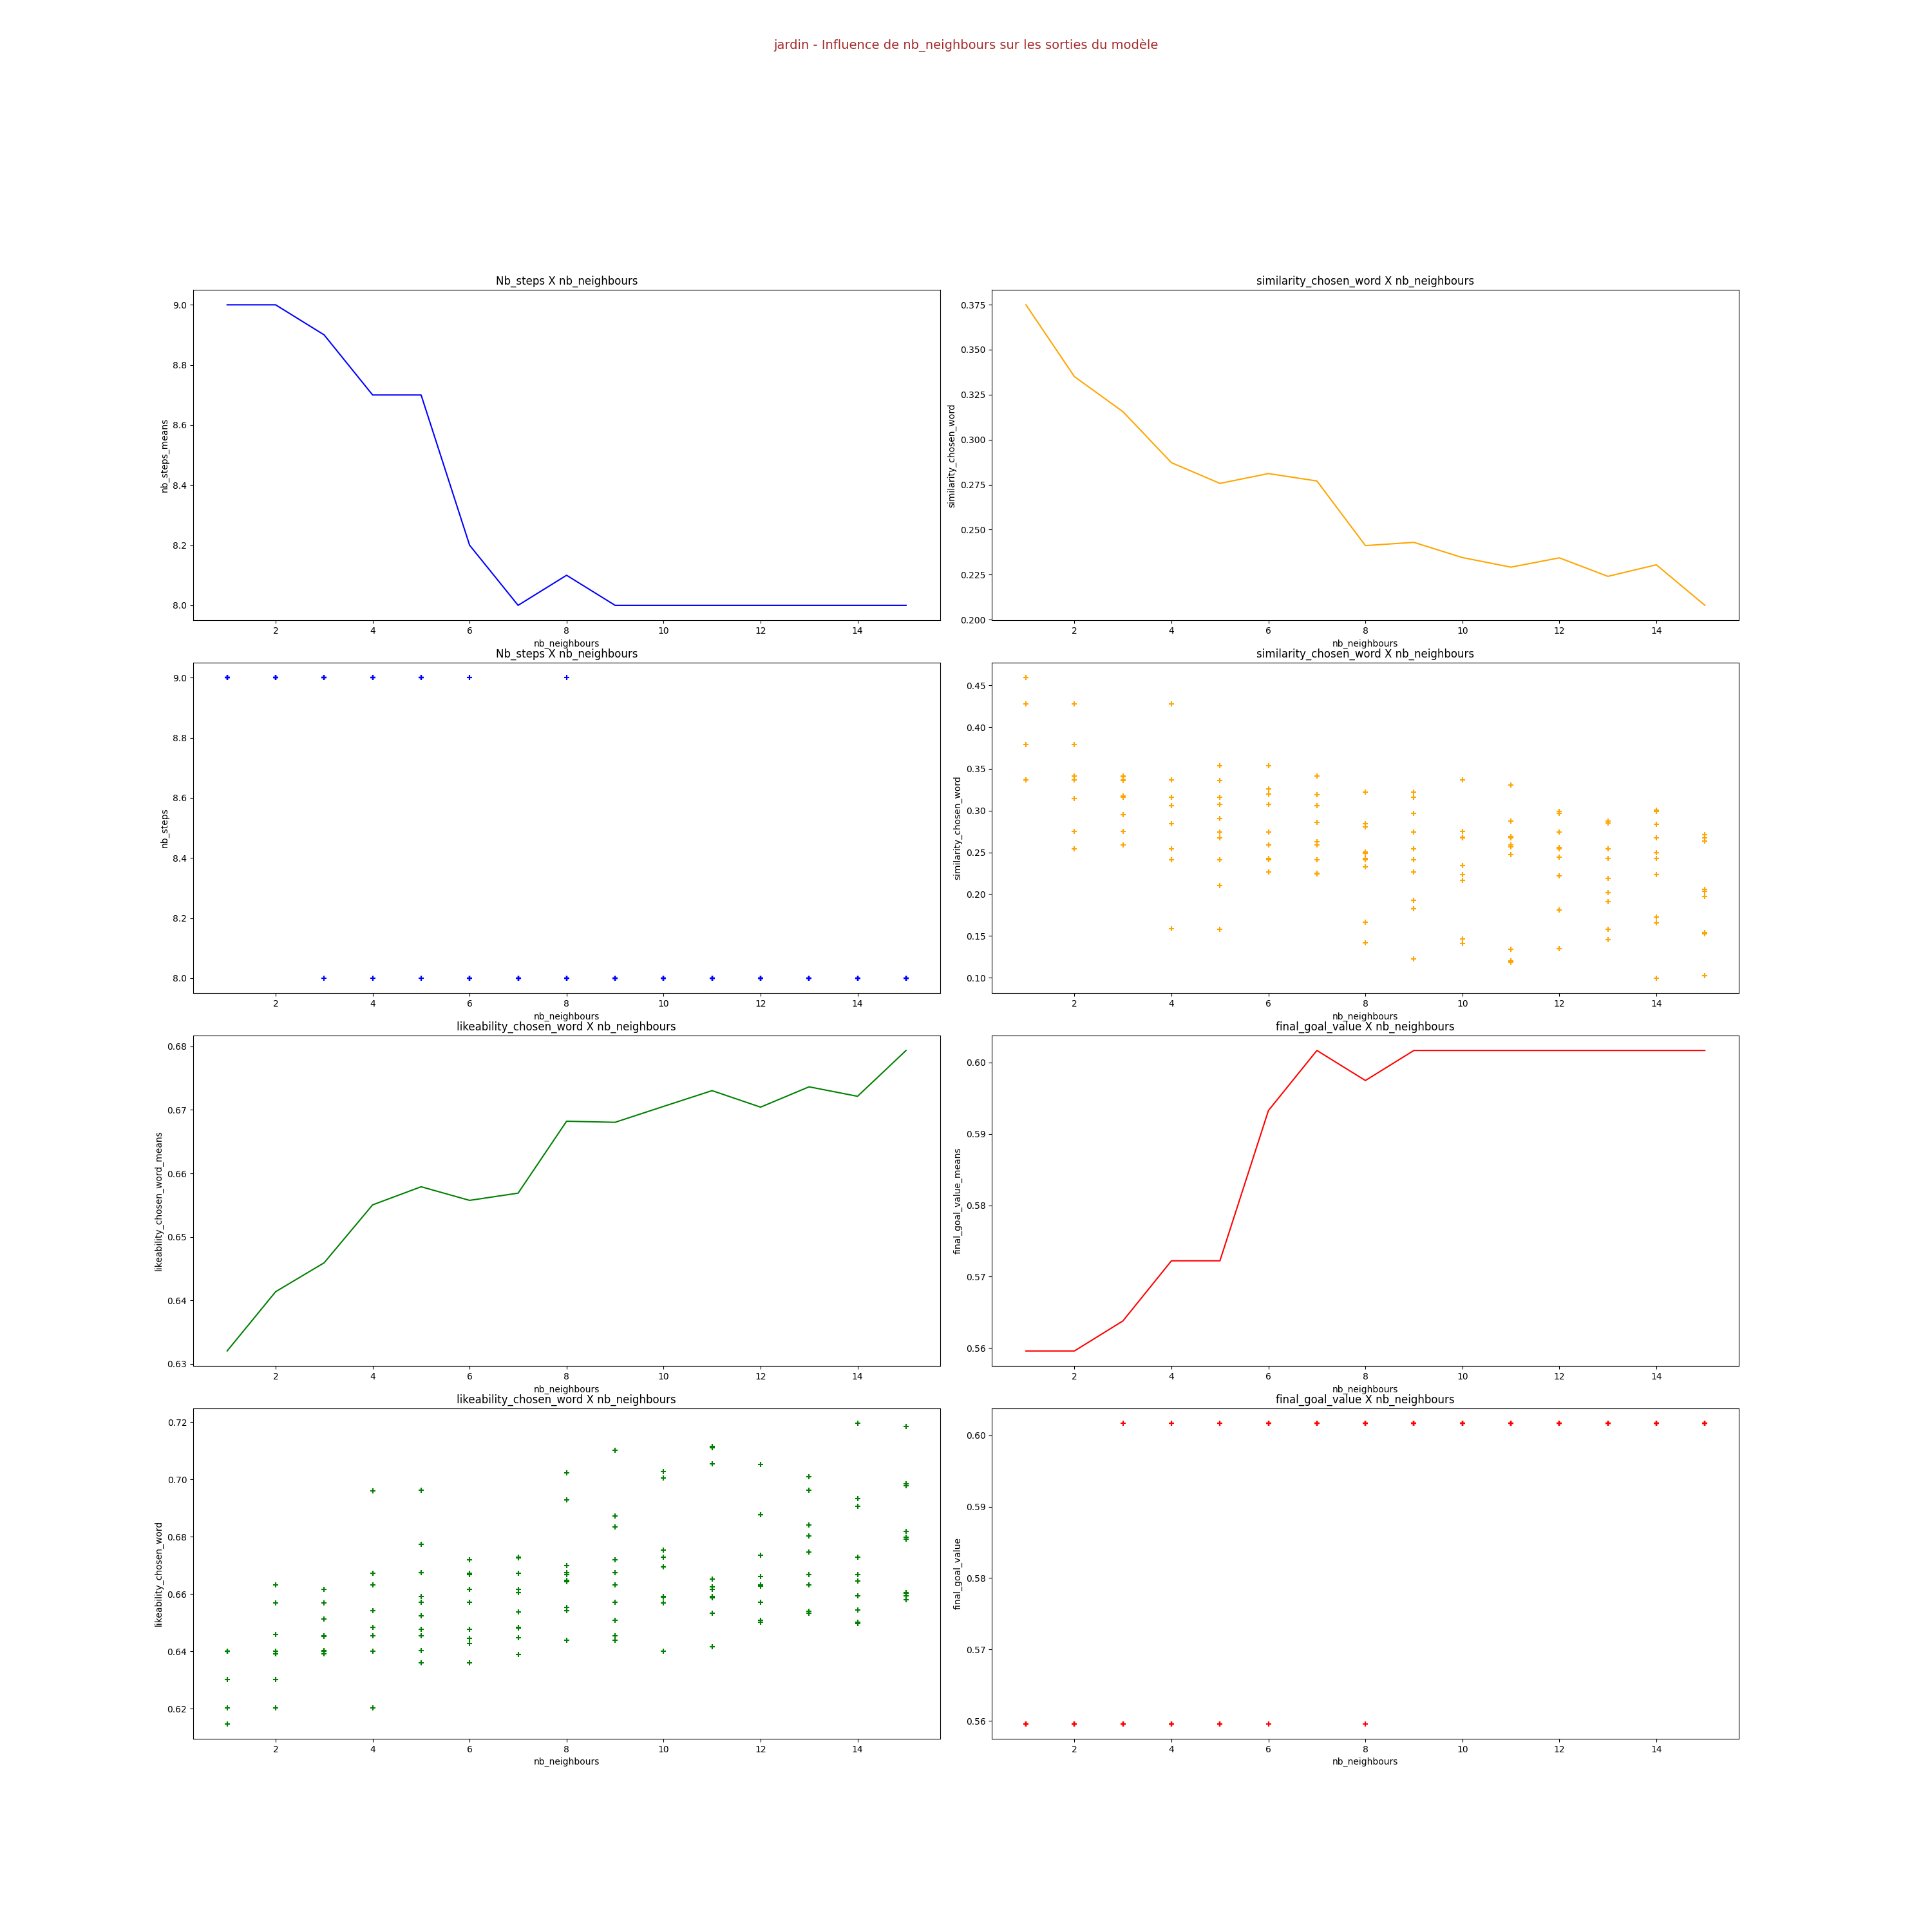 jardin - Influence de nb_neighbours sur les sorties du modèle
Nb_steps X nb_neighbours
nb_steps_means
9.0
8.8
8.6
8.4
8.2
8.0
2 4 6 8 10 12 14
nb_neighbours
similarity_chosen_word X nb_neighbours
similarity_chosen_word
0.375
0.350
0.325
0.300
0.275
0.250
0.225
0.200
2 4 6 8 10 12 14
nb_neighbours
Nb_steps X nb_neighbours
nb_steps
9.0
8.8
8.6
8.4
8.2
8.0
2 4 6 8 10 12 14
nb_neighbours
similarity_chosen_word X nb_neighbours
similarity_chosen_word
0.45
0.40
0.35
0.30
0.25
0.20
0.15
0.10
2 4 6 8 10 12 14
nb_neighbours
likeability_chosen_word X nb_neighbours
likeability_chosen_word_means
0.68
0.67
0.66
0.65
0.64
0.63
2 4 6 8 10 12 14
nb_neighbours
final_goal_value X nb_neighbours
final_goal_value_means
0.60
0.59
0.58
0.57
0.56
2 4 6 8 10 12 14
nb_neighbours
likeability_chosen_word X nb_neighbours
likeability_chosen_word
0.72
0.70
0.68
0.66
0.64
0.62
2 4 6 8 10 12 14
nb_neighbours
final_goal_value X nb_neighbours
final_goal_value
0.60
0.59
0.58
0.57
0.56
2 4 6 8 10 12 14
nb_neighbours